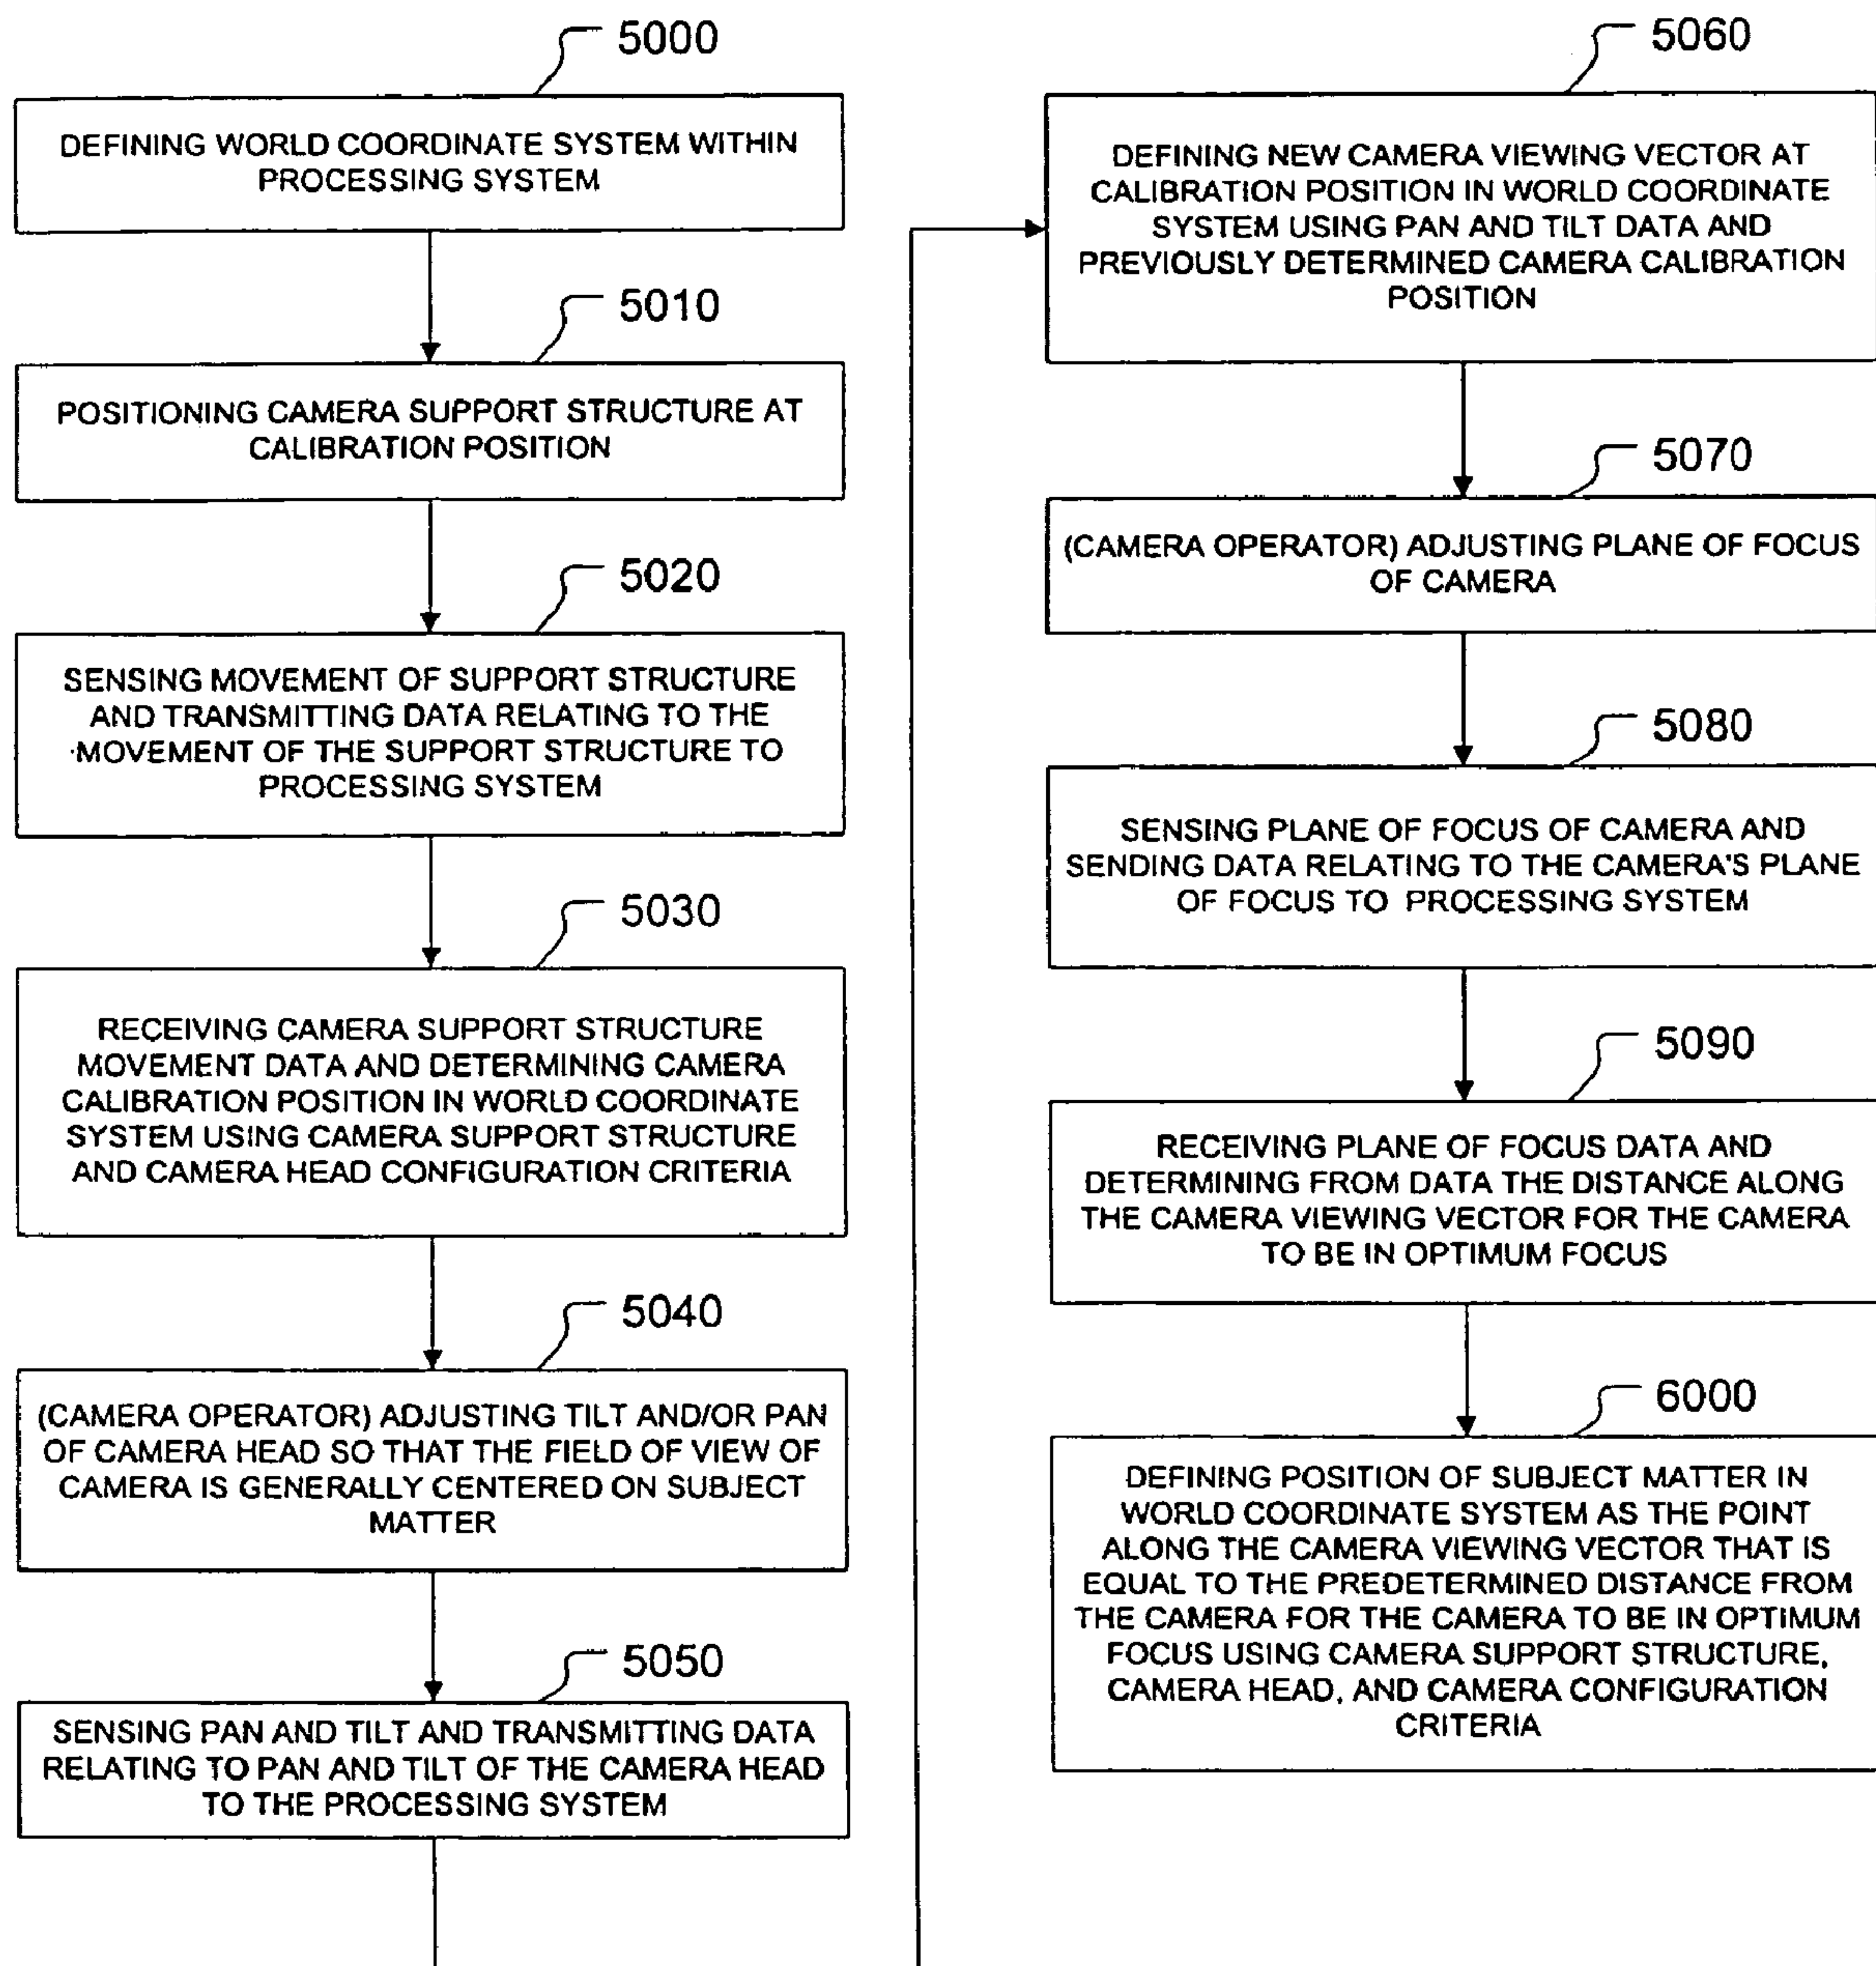 5000
DEFINING WORLD COORDINATE SYSTEM WITHIN
PROCESSING SYSTEM
5010
POSITIONING CAMERA SUPPORT STRUCTURE AT
CALIBRATION POSITION
5020
SENSING MOVEMENT OF SUPPORT STRUCTURE
AND TRANSMITTING DATA RELATING TO THE
MOVEMENT OF THE SUPPORT STRUCTURE TO
PROCESSING SYSTEM
5030
RECEIVING CAMERA SUPPORT STRUCTURE
MOVEMENT DATA AND DETERMINING CAMERA
CALIBRATION POSITION IN WORLD COORDINATE
SYSTEM USING CAMERA SUPPORT STRUCTURE
AND CAMERA HEAD CONFIGURATION CRITERIA
5040
(CAMERA OPERATOR) ADJUSTING TILT AND/OR PAN
OF CAMERA HEAD SO THAT THE FIELD OF VIEW OF
CAMERA IS GENERALLY CENTERED ON SUBJECT
MATTER
5050
SENSING PAN AND TILT AND TRANSMITTING DATA
RELATING TO PAN AND TILT OF THE CAMERA HEAD
TO THE PROCESSING SYSTEM
5060
DEFINING NEW CAMERA VIEWING VECTOR AT
CALIBRATION POSITION IN WORLD COORDINATE
SYSTEM USING PAN AND TILT DATA AND
PREVIOUSLY DETERMINED CAMERA CALIBRATION
POSITION
5070
(CAMERA OPERATOR) ADJUSTING PLANE OF FOCUS
OF CAMERA
5080
SENSING PLANE OF FOCUS OF CAMERA AND
SENDING DATA RELATING TO THE CAMERA'S PLANE
OF FOCUS TO PROCESSING SYSTEM
5090
RECEIVING PLANE OF FOCUS DATA AND
DETERMINING FROM DATA THE DISTANCE ALONG
THE CAMERA VIEWING VECTOR FOR THE CAMERA
TO BE IN OPTIMUM FOCUS
6000
DEFINING POSITION OF SUBJECT MATTER IN
WORLD COORDINATE SYSTEM AS THE POINT
ALONG THE CAMERA VIEWING VECTOR THAT IS
EQUAL TO THE PREDETERMINED DISTANCE FROM
THE CAMERA FOR THE CAMERA TO BE IN OPTIMUM
FOCUS USING CAMERA SUPPORT STRUCTURE,
CAMERA HEAD, AND CAMERA CONFIGURATION
CRITERIA